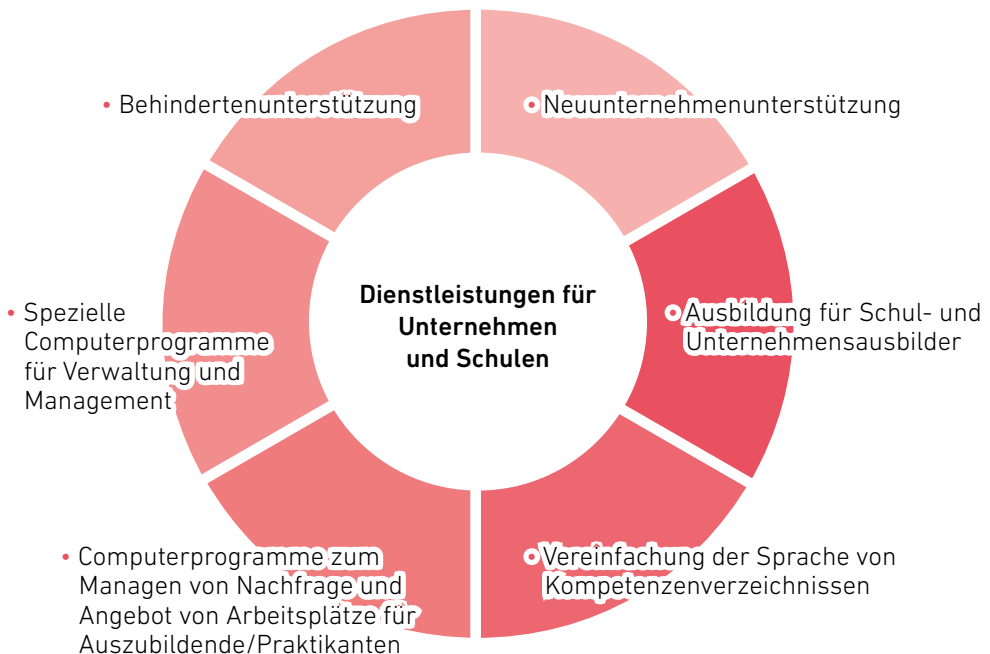 • Behindertenunterstützung
• Neuunternehmenunterstützung
Dienstleistungen für
Unternehmen
und Schulen
• Spezielle
Computerprogramme
für Verwaltung und
Management
• Ausbildung für Schul- und
Unternehmensausbilder
• Computerprogramme zum
Managen von Nachfrage und
Angebot von Arbeitsplätze für
Auszubildende/Praktikanten
• Vereinfachung der Sprache von
Kompetenzenverzeichnissen